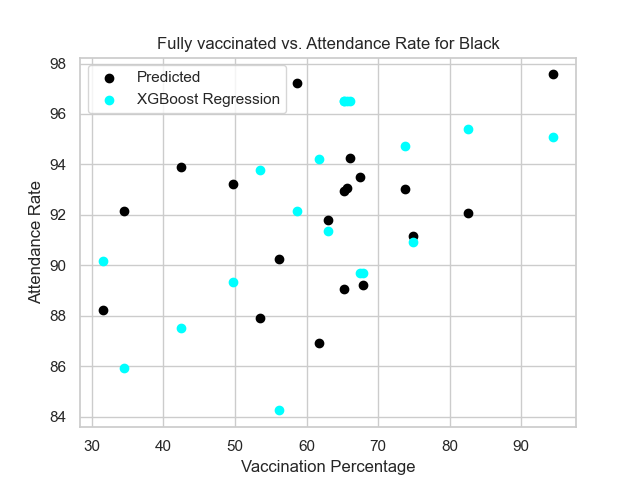 Fully vaccinated vs. Attendance Rate for Black
98
Predicted
XGBoost Regression
96
94
92
90
88
86
84
Attendance Rate
30 40 50 60 70 80 90
Vaccination Percentage